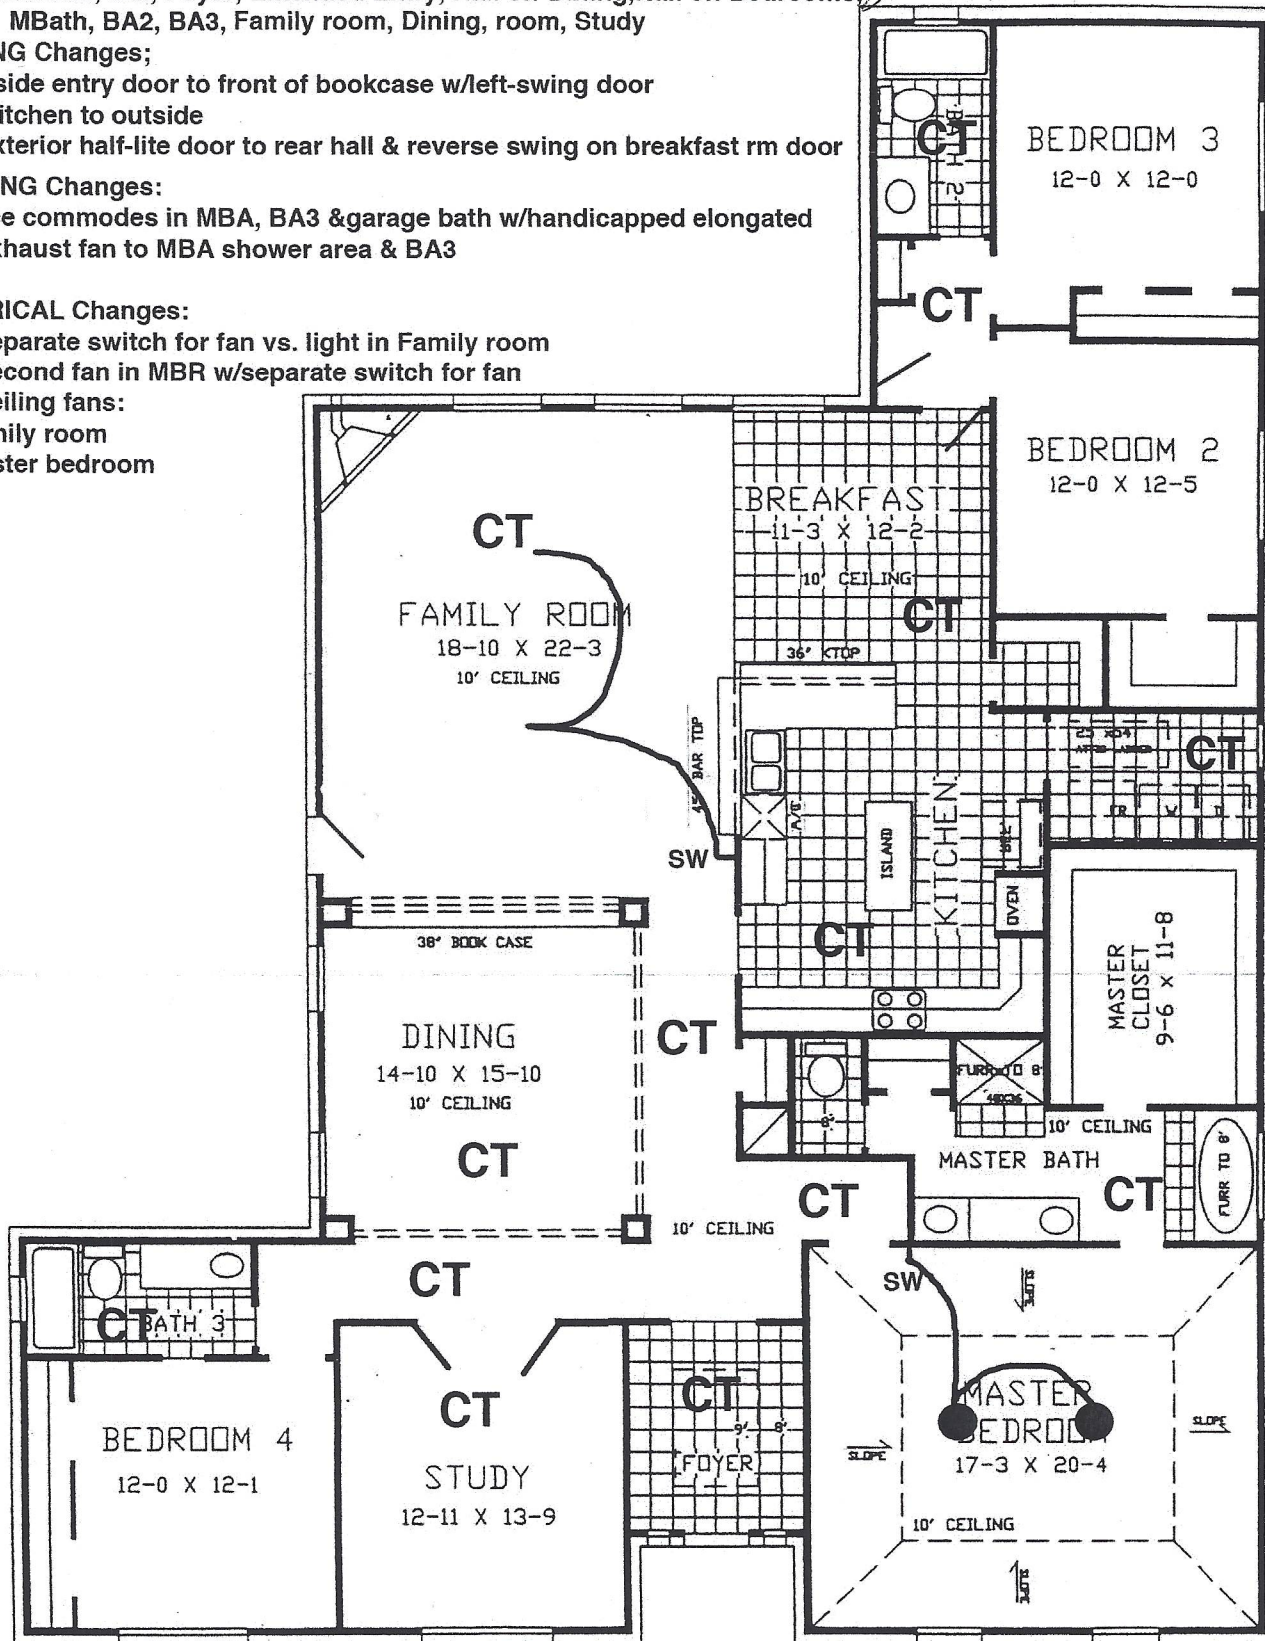 MBath, BA2, BA3, Family room, Dining, room, Study
NG Changes;
side entry door to front of bookcase w/left-swing door
itchen to outside
xterior half-lite door to rear hall & reverse swing on breakfast rm door
NG Changes:
e commodes in MBA, BA3 &garage bath w/handicapped elongated
xhaust fan to MBA shower area & BA3
RICAL Changes:
eparate switch for fan vs. light in Family room
econd fan in MBR w/separate switch for fan
eiling fans:
nily room
ster bedroom
BATH 2
CT
BEDROOM 3
12-0 X 12-0
CT
BEDROOM 2
12-0 X 12-5
BREAKFAST
11-3 X 12-2
10' CEILING
CT
CT
FAMILY ROOM
18-10 X 22-3
10' CEILING
36' KTOP
BAR TOP
SW
CT
W
D
ISLAND
KITCHEN
OVEN
CT
38' BOOK CASE
MASTER
CLOSET
9-6 x 11-8
DINING
14-10 X 15-10
10' CEILING
CT
CT
FURR TO 8'
8'
10' CEILING
MASTER BATH
CT
FURR TO 8'
CT
10' CEILING
CT
SW
CT
BATH 3
BEDROOM 4
12-0 X 12-1
CT
STUDY
12-11 X 13-9
CT
9'
8'
FOYER
SLOPE
SLOPE
SLOPE
SLOPE
MASTER
BEDROOM
17-3 X 20-4
10' CEILING